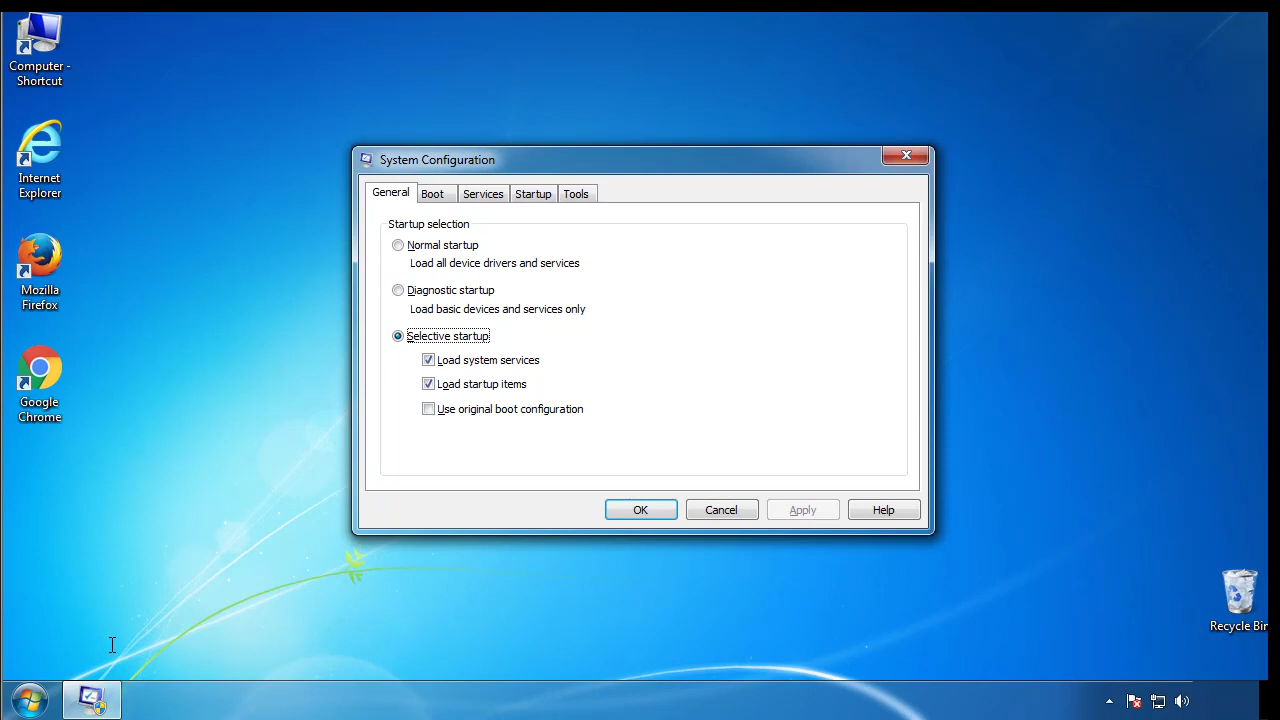 Computer -
Shortcut
Internet
Explorer
Mozilla
Firefox
Google
Chrome
System Configuration
General Boot Services Startup Tools
Startup selection
Normal startup
Load all device drivers and services
Diagnostic startup
Load basic devices and services only
Selective startup
Load system services
Load startup items
Use original boot configuration
OK Cancel Apply Help
Recycle Bin